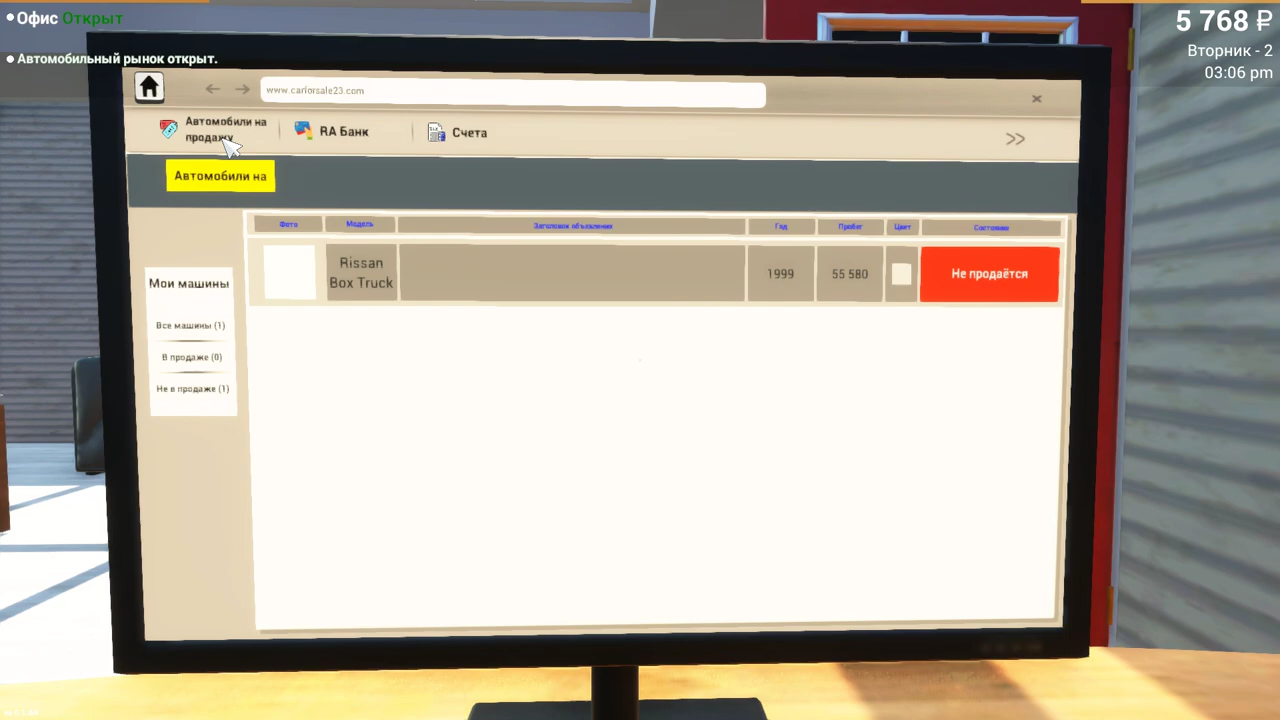 Офис Открыт
5 768 ₽
Вторник - 2
03:06 pm
Автомобильный рынок открыт.
www.carforsale23.com
Автомобили на
продажу
RA Банк
Счета
>>
Автомобили на
Фото
Модель
Заголовок объявления
Год
Пробег
Цвет
Состояние
Rissan
Box Truck
1999
55 580
Не продаётся
Мои машины
Все машины (1)
В продаже (0)
Не в продаже (1)